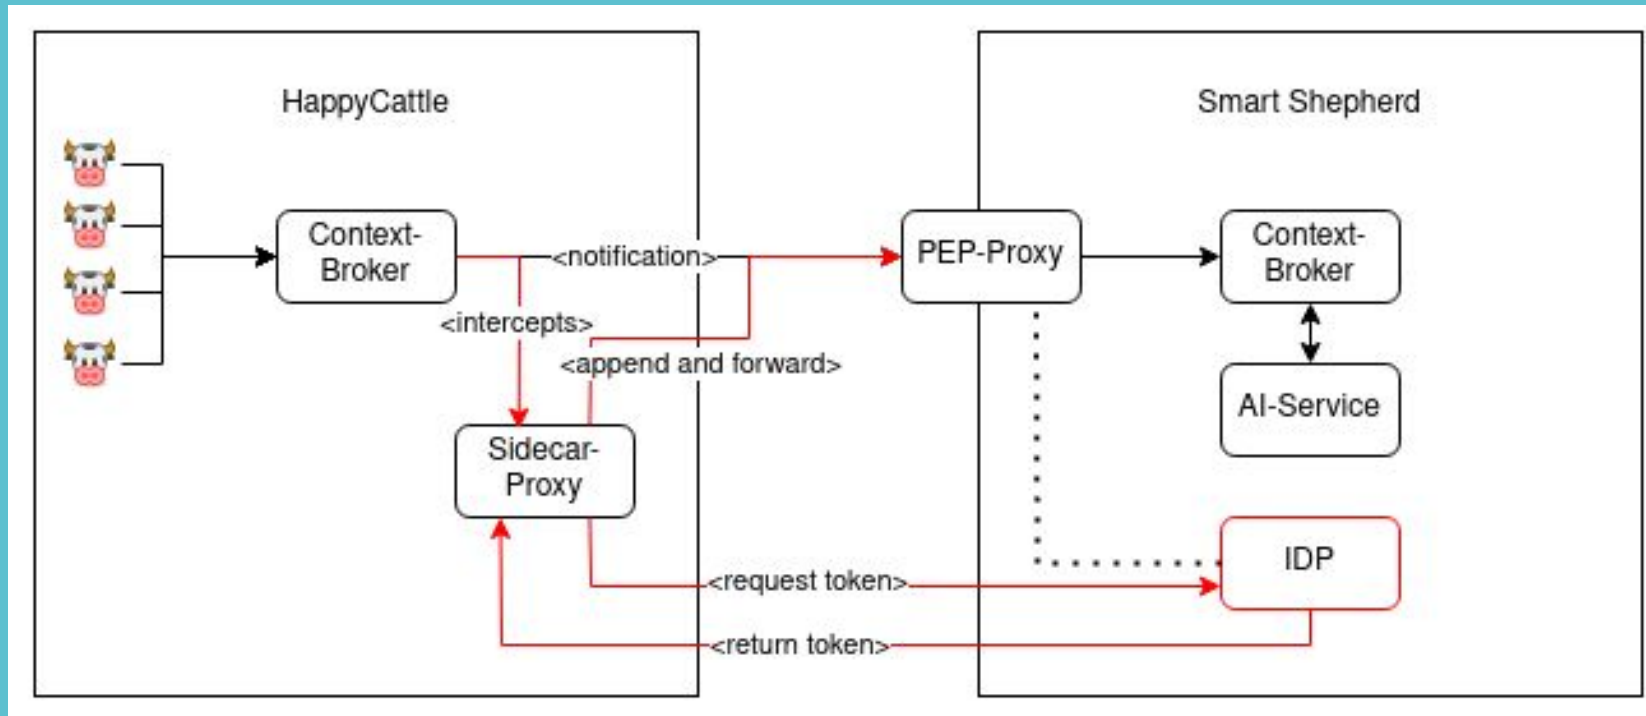 HappyCattle
Smart Shepherd
Context-
Broker
<notification>
PEP-Proxy
Context-
Broker
<intercepts>
<append and forward>
AI-Service
Sidecar-
Proxy
IDP
<request token>
<return token>